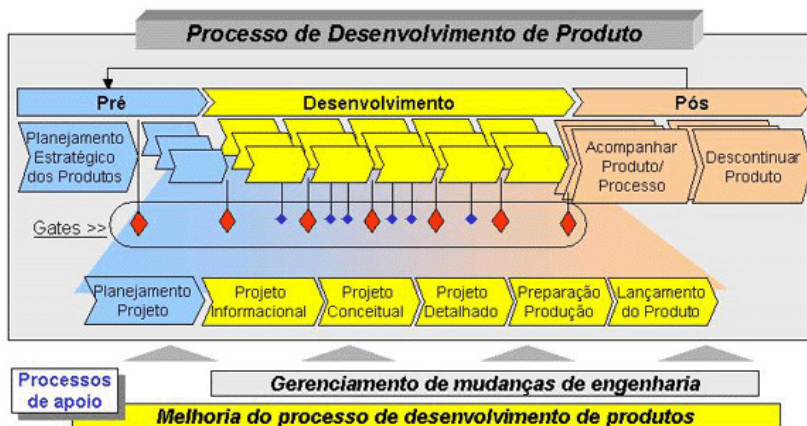 Processo de Desenvolvimento de Produto
Pré
Desenvolvimento
Pós
Planejamento
Estratégico
dos Produtos
Acompanhar
Produto/
Processo
Descontinuar
Produto
Gates >>
Planejamento
Projeto
Projeto
Informacional
Projeto
Conceitual
Projeto
Detalhado
Preparação
Produção
Lançamento
do Produto
Processos
de apoio
Gerenciamento de mudanças de engenharia
Melhoria do processo de desenvolvimento de produtos